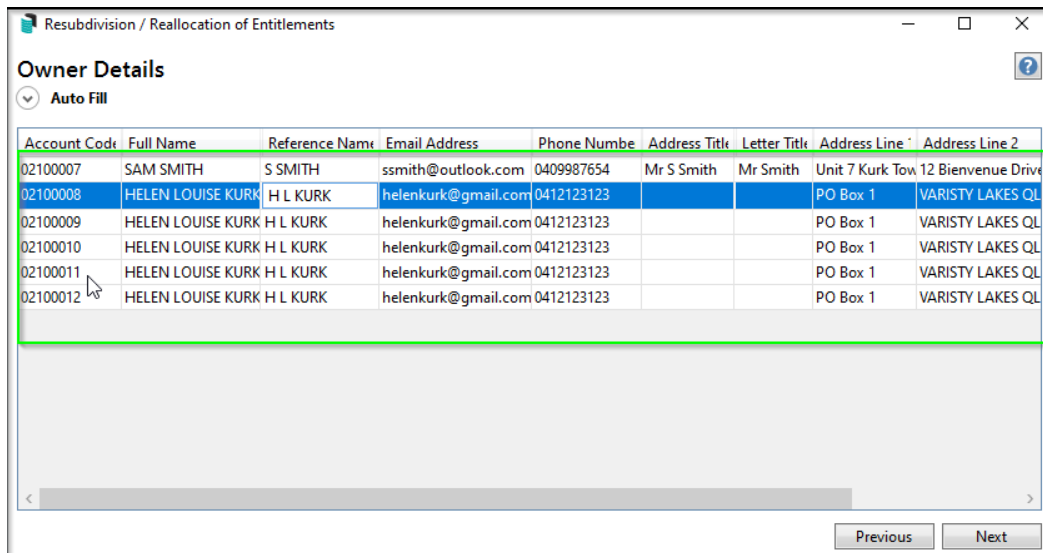 Resubdivision / Reallocation of Entitlements
Owner Details
?
Auto Fill
Account Code Full Name Reference Name Email Address Phone Numbe Address Title Letter Title Address Line Address Line 2
02100007 SAM SMITH S SMITH ssmith@outlook.com 0409987654 Mr S Smith Mr Smith Unit 7 Kurk Tow 12 Bienvenue Drive
02100008 HELEN LOUISE KURK H L KURK helenkurk@gmail.com 0412123123 PO Box 1 VARISTY LAKES QL
02100009 HELEN LOUISE KURK H L KURK helenkurk@gmail.com 0412123123 PO Box 1 VARISTY LAKES QL
02100010 HELEN LOUISE KURK H L KURK helenkurk@gmail.com 0412123123 PO Box 1 VARISTY LAKES QL
02100011 HELEN LOUISE KURK H L KURK helenkurk@gmail.com 0412123123 PO Box 1 VARISTY LAKES QL
02100012 HELEN LOUISE KURK H L KURK helenkurk@gmail.com 0412123123 PO Box 1 VARISTY LAKES QL
Previous Next